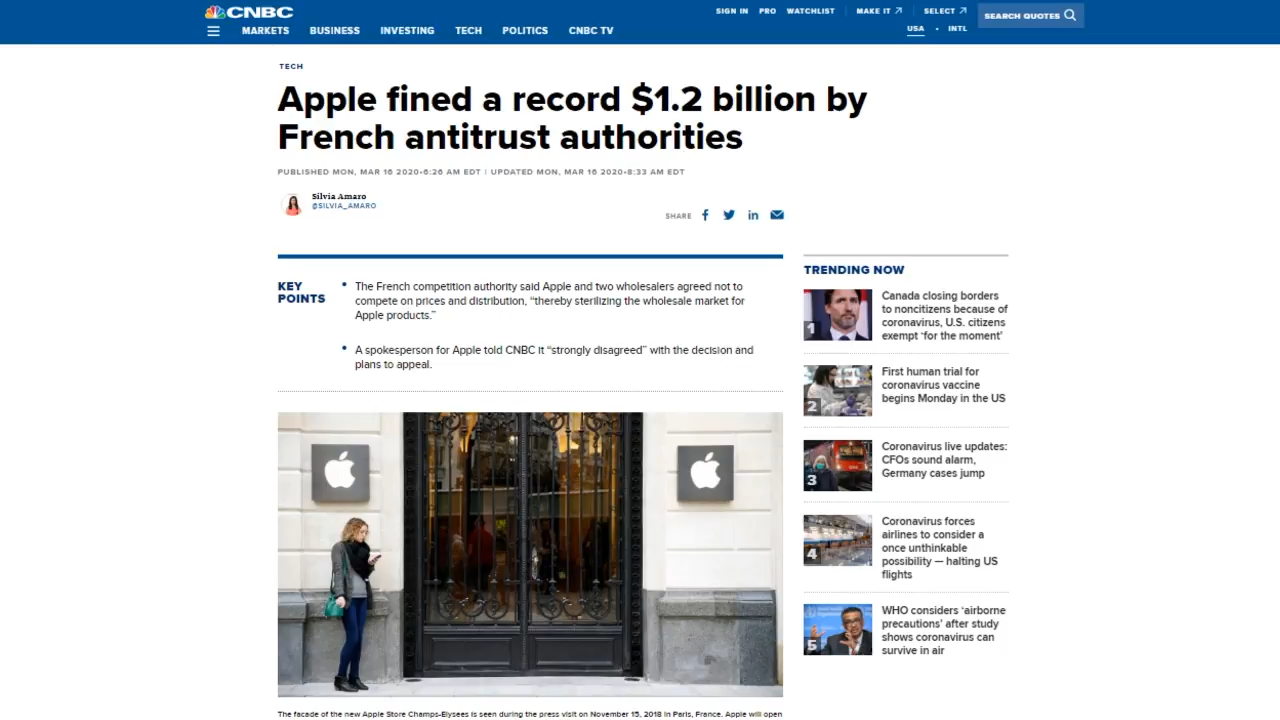 CNBC
SIGN IN PRO WATCHLIST MAKE IT SELECT
SEARCH QUOTES
MARKETS BUSINESS INVESTING TECH POLITICS CNBC TV
USA • INTL
TECH
Apple fined a record $1.2 billion by
French antitrust authorities
PUBLISHED MON, MAR 16 2020•6:26 AM EDT | UPDATED MON, MAR 16 2020•8:33 AM EDT
Silvia Amaro
@SILVIA_AMARO
SHARE
KEY
POINTS
• The French competition authority said Apple and two wholesalers agreed not to
compete on prices and distribution, “thereby sterilizing the wholesale market for
Apple products.”
• A spokesperson for Apple told CNBC it “strongly disagreed” with the decision and
plans to appeal.
The facade of the new Apple Store Champs-Elysees is seen during the press visit on November 15, 2018 in Paris, France. Apple will open
TRENDING NOW
1
Canada closing borders
to noncitizens because of
coronavirus, U.S. citizens
exempt ‘for the moment’
2
First human trial for
coronavirus vaccine
begins Monday in the US
3
Coronavirus live updates:
CFOs sound alarm,
Germany cases jump
4
Coronavirus forces
airlines to consider a
once unthinkable
possibility — halting US
flights
5
WHO considers ‘airborne
precautions’ after study
shows coronavirus can
survive in air